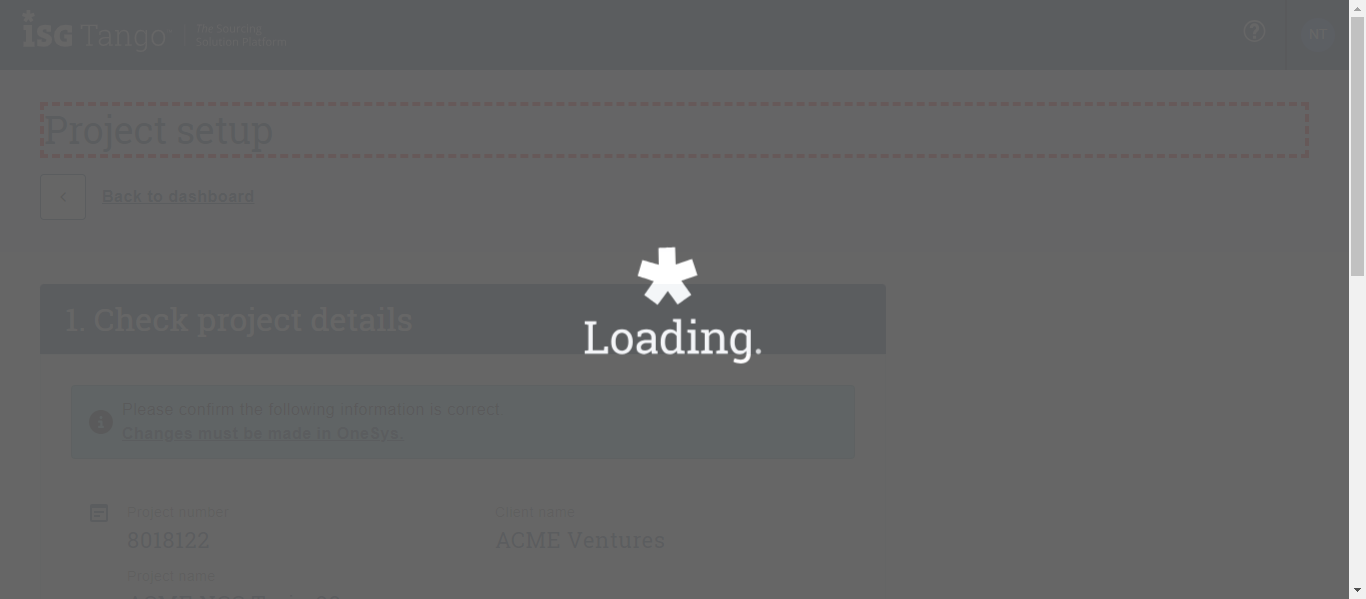 isg Tango
The Sourcing
Solution Platform
NT
Project setup
Back to dashboard
1. Check project details
Loading.
Please confirm the following information is correct.
Changes must be made in OneSys.
Project number
Client name
8018122
ACME Ventures
Project name